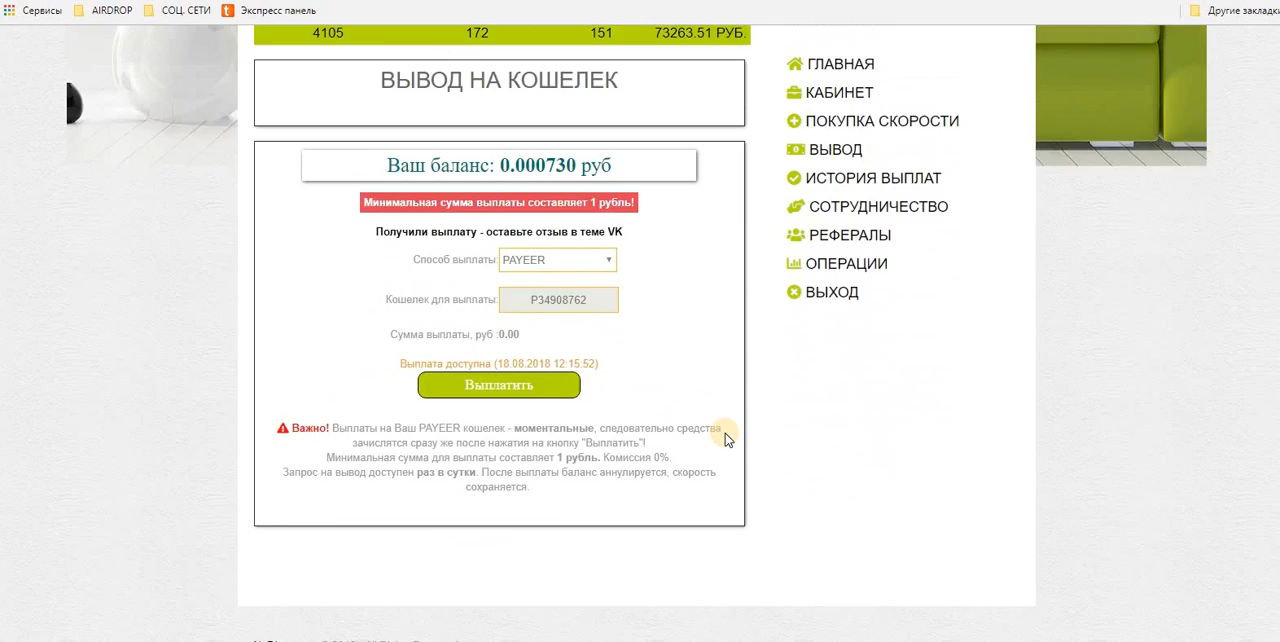 Сервисы AIRDROP СОЦ. СЕТИ Экспресс панель Другие закладки
4105 172 151 73263.51 РУБ.
ВЫВОД НА КОШЕЛЕК
Ваш баланс: 0.000730 руб
Минимальная сумма выплаты составляет 1 рубль!
Получили выплату - оставьте отзыв в теме VK
Способ выплаты: PAYEER
Кошелек для выплаты: P34908762
Сумма выплаты, руб :0.00
Выплата доступна (18.08.2018 12:15:52)
Выплатить
Важно! Выплаты на Ваш PAYEER кошелек - моментальные, следовательно средства
зачислятся сразу же после нажатия на кнопку "Выплатить"!
Минимальная сумма для выплаты составляет 1 рубль. Комиссия 0%.
Запрос на вывод доступен раз в сутки. После выплаты баланс аннулируется, скорость
сохраняется.
ГЛАВНАЯ
КАБИНЕТ
ПОКУПКА СКОРОСТИ
ВЫВОД
ИСТОРИЯ ВЫПЛАТ
СОТРУДНИЧЕСТВО
РЕФЕРАЛЫ
ОПЕРАЦИИ
ВЫХОД